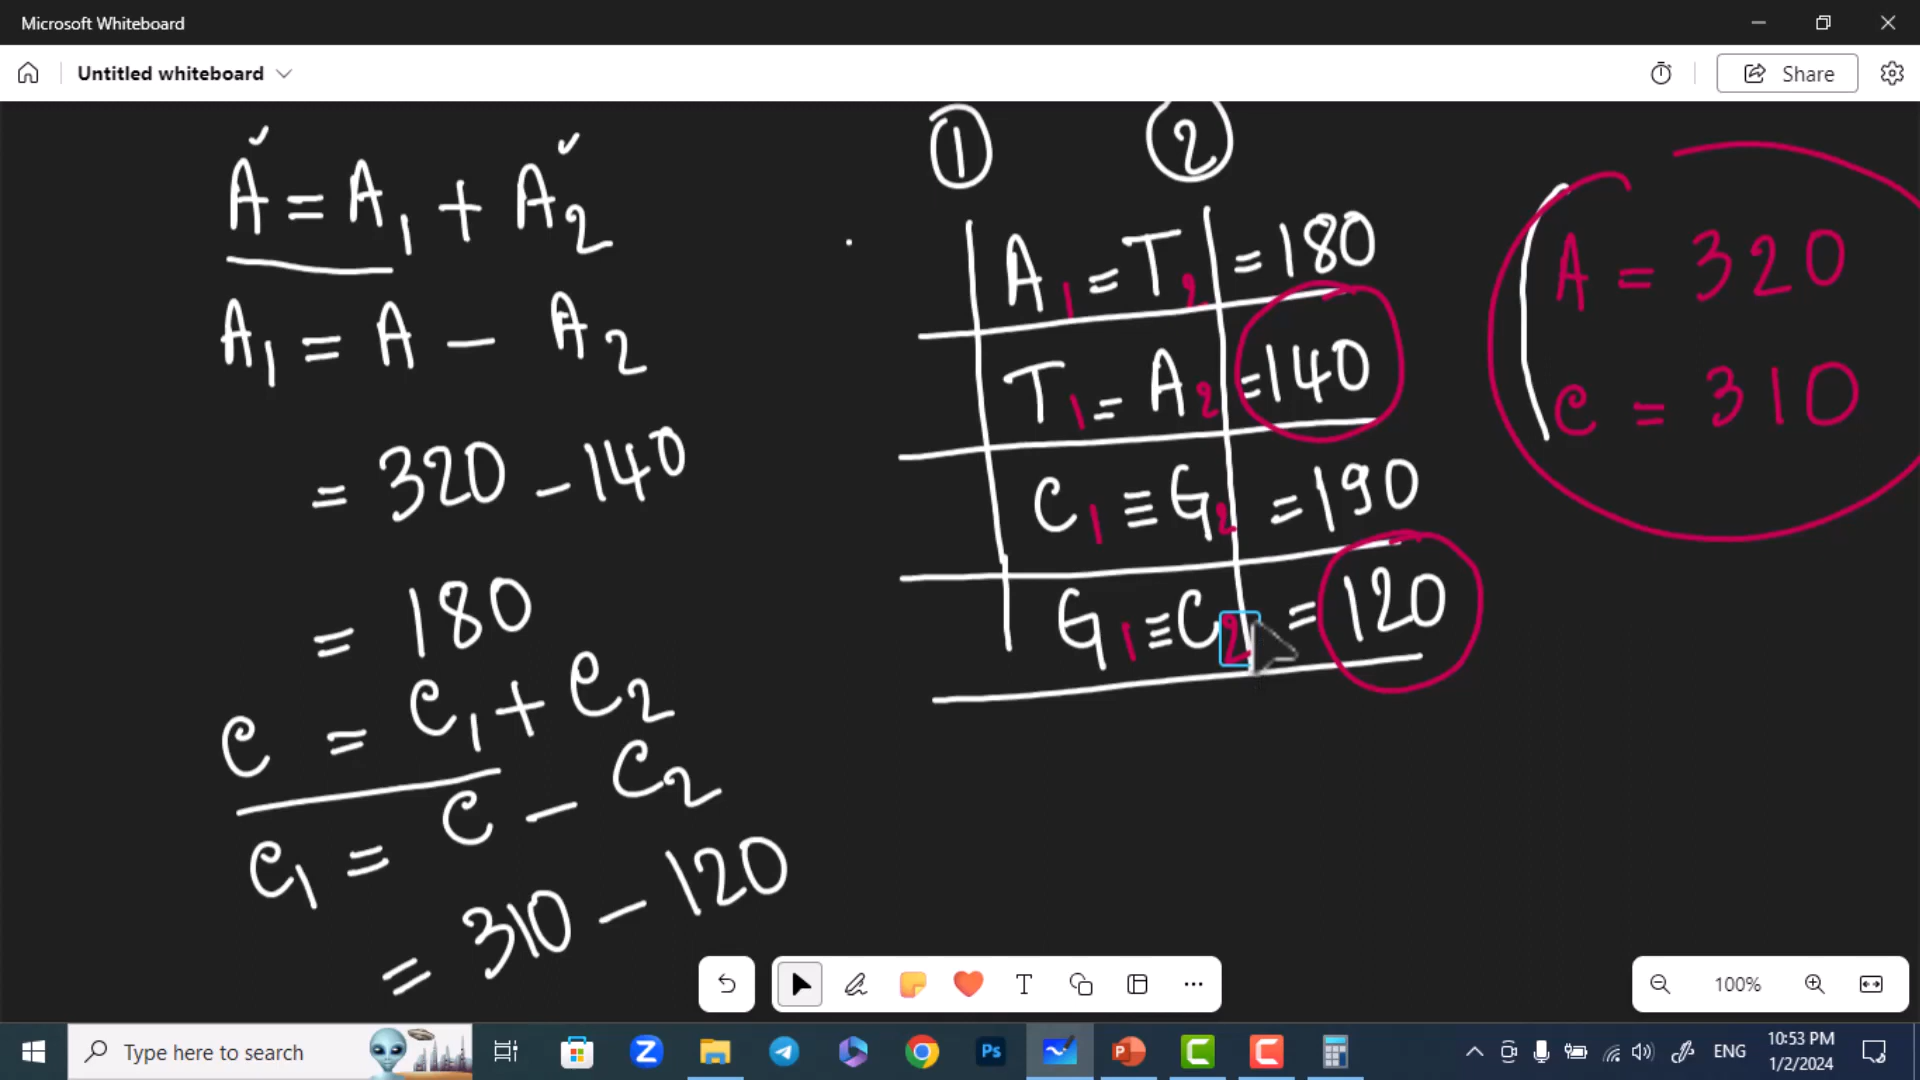 Microsoft Whiteboard
Untitled whiteboard
Share
A = A₁ + A₂
A₁ = A - A₂
= 320 - 140
= 180
C = C₁ + C₂
C₁ = C - C₂
= 310 - 120
① ②
A₁ = T₂ = 180
T₁ = A₂ = 140
C₁ ≡ G₂ = 190
G₁ ≡ C₂ = 120
A = 320
C = 310
100%
Type here to search
Ps
ENG
10:53 PM
1/2/2024